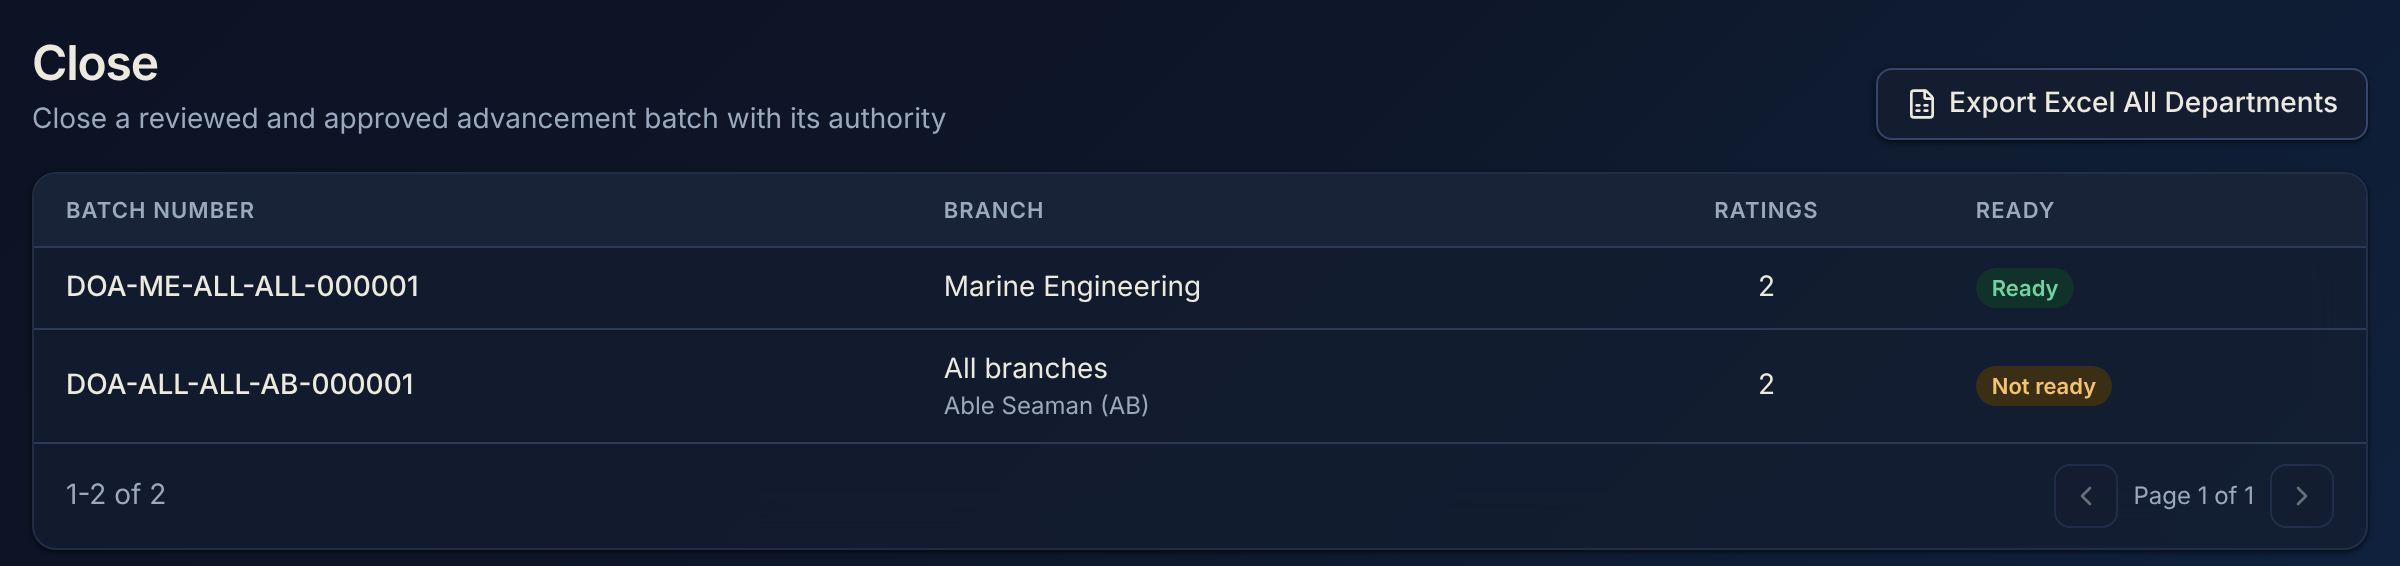 Close
Close a reviewed and approved advancement batch with its authority
Export Excel All Departments
BATCH NUMBER BRANCH RATINGS READY
DOA-ME-ALL-ALL-000001 Marine Engineering 2 Ready
DOA-ALL-ALL-AB-000001 All branches 2 Not ready
Able Seaman (AB)
1-2 of 2 Page 1 of 1